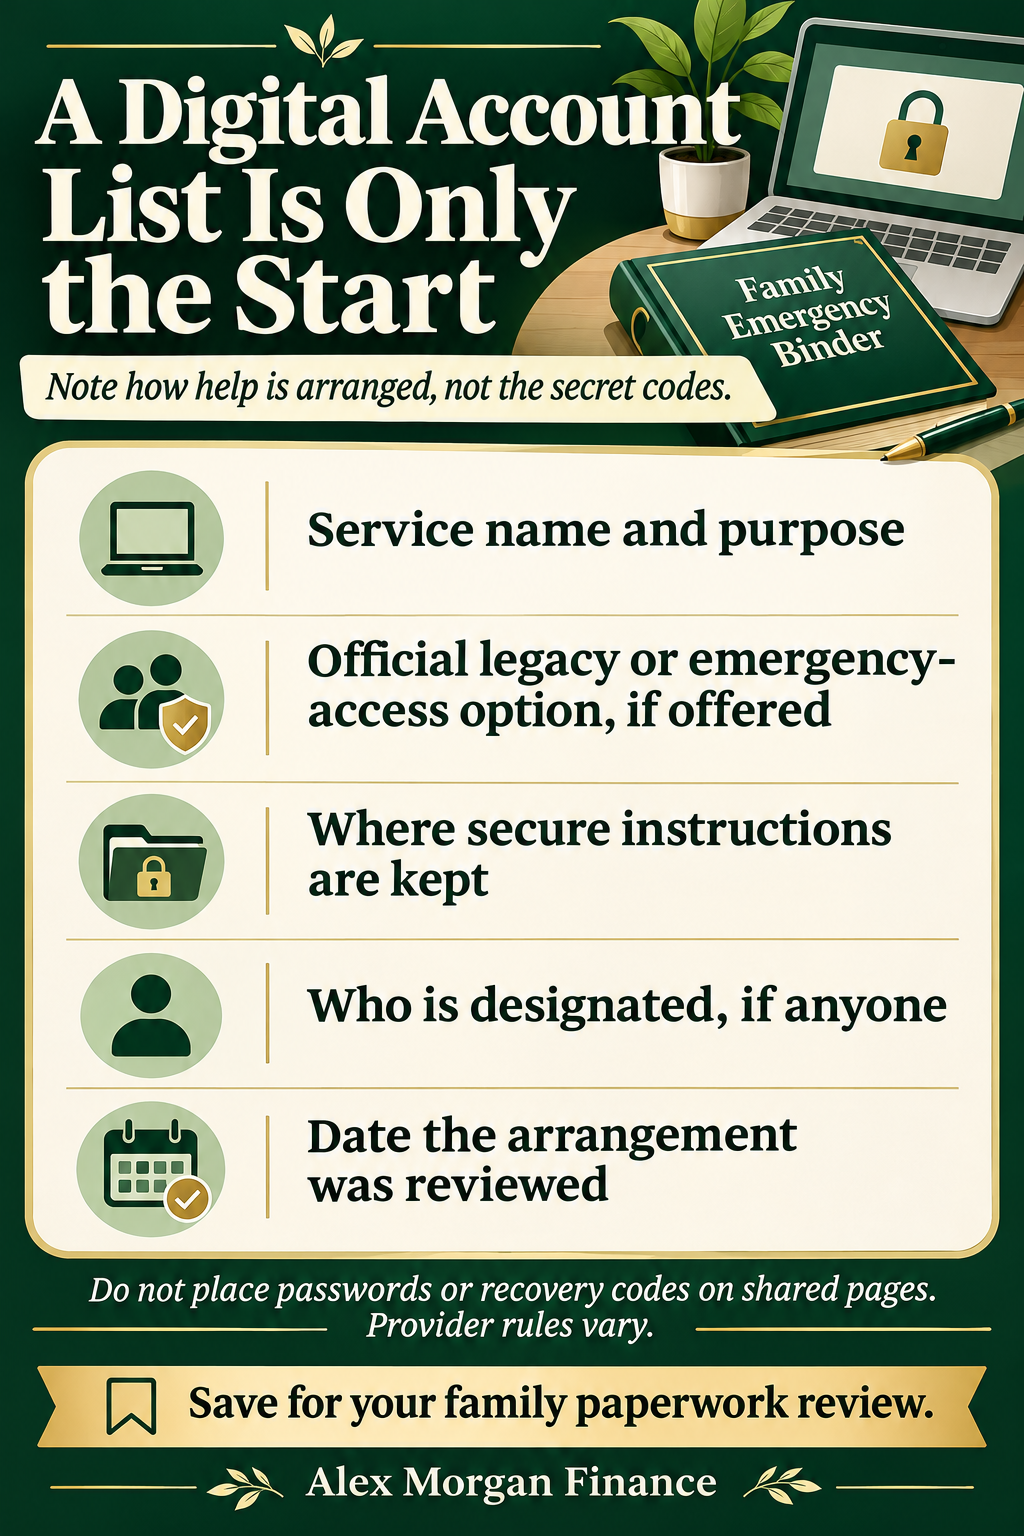 A Digital Account
List Is Only
the Start
Family
Emergency
Binder
Note how help is arranged, not the secret codes.
Service name and purpose
Official legacy or emergency-
access option, if offered
Where secure instructions
are kept
Who is designated, if anyone
Date the arrangement
was reviewed
Do not place passwords or recovery codes on shared pages.
Provider rules vary.
Save for your family paperwork review.
Alex Morgan Finance